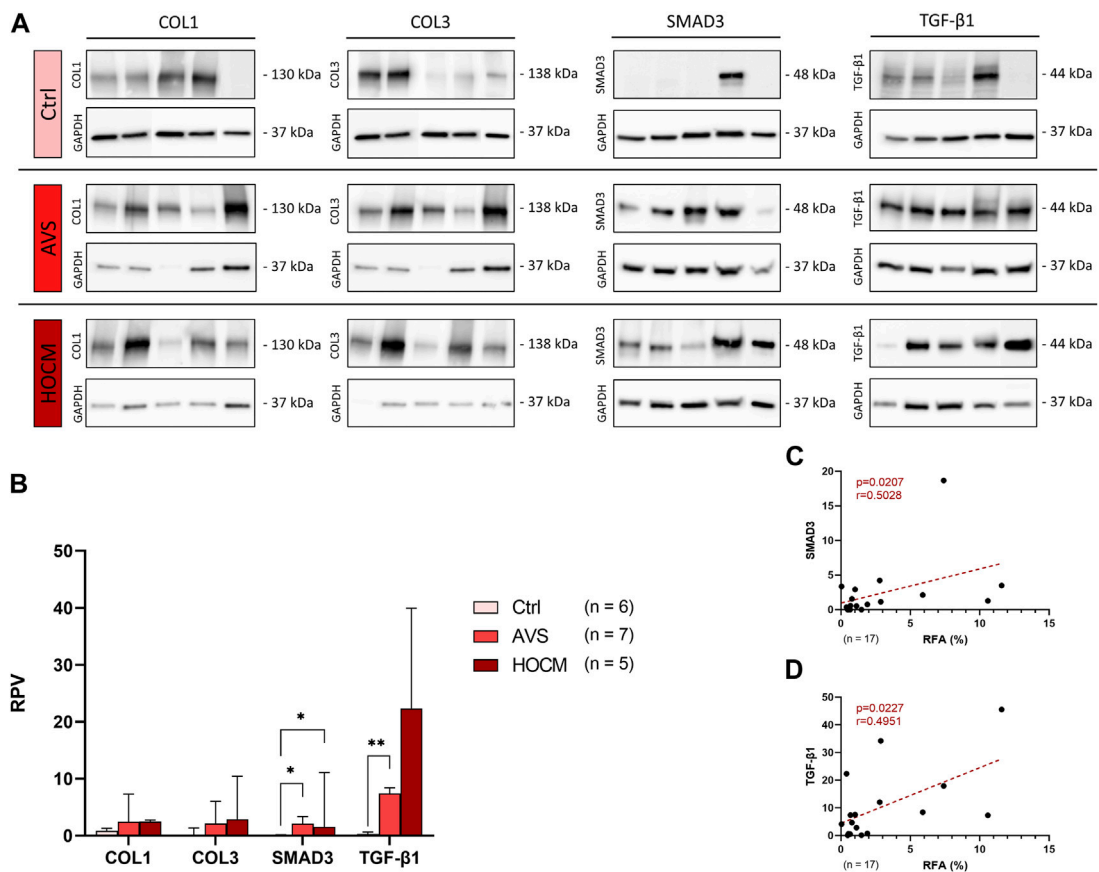 A
COL1 COL3 SMAD3 TGF-β1
Ctrl
COL1 - 130 kDa COL3 - 138 kDa SMAD3 - 48 kDa TGF-β1 - 44 kDa
GAPDH - 37 kDa GAPDH - 37 kDa GAPDH - 37 kDa GAPDH - 37 kDa
AVS
COL1 - 130 kDa COL3 - 138 kDa SMAD3 - 48 kDa TGF-β1 - 44 kDa
GAPDH - 37 kDa GAPDH - 37 kDa GAPDH - 37 kDa GAPDH - 37 kDa
HOCM
COL1 - 130 kDa COL3 - 138 kDa SMAD3 - 48 kDa TGF-β1 - 44 kDa
GAPDH - 37 kDa GAPDH - 37 kDa GAPDH - 37 kDa GAPDH - 37 kDa
B
RPV
50
40
30
20
10
0
Ctrl (n = 6)
AVS (n = 7)
HOCM (n = 5)
*
*
**
COL1 COL3 SMAD3 TGF-β1
C
SMAD3
20
15
10
5
0
p=0.0207
r=0.5028
0 5 10 15
(n = 17) RFA (%)
D
TGF-β1
50
40
30
20
10
0
p=0.0227
r=0.4951
0 5 10 15
(n = 17) RFA (%)